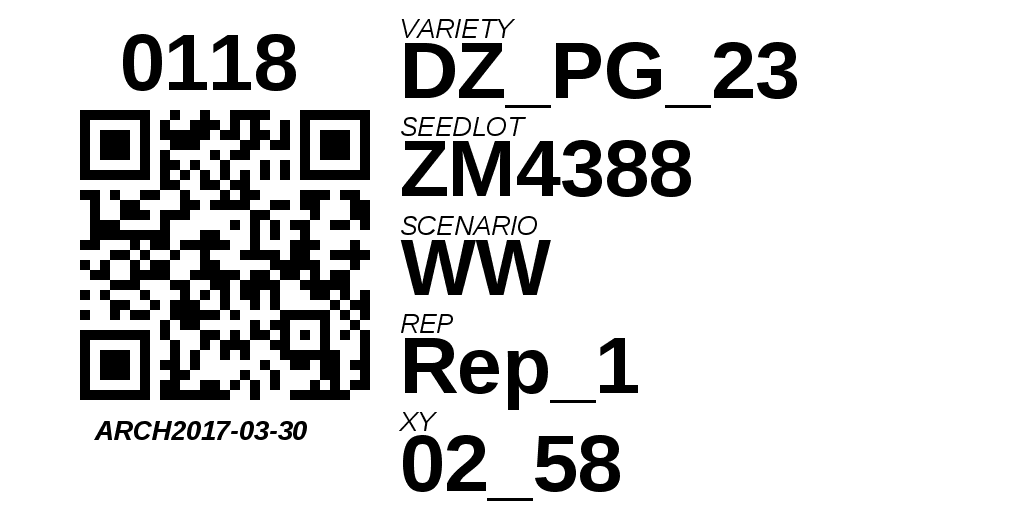 0118
ARCH2017-03-30
VARIETY
DZ_PG_23
SEEDLOT
ZM4388
SCENARIO
WW
REP
Rep_1
XY
02_58